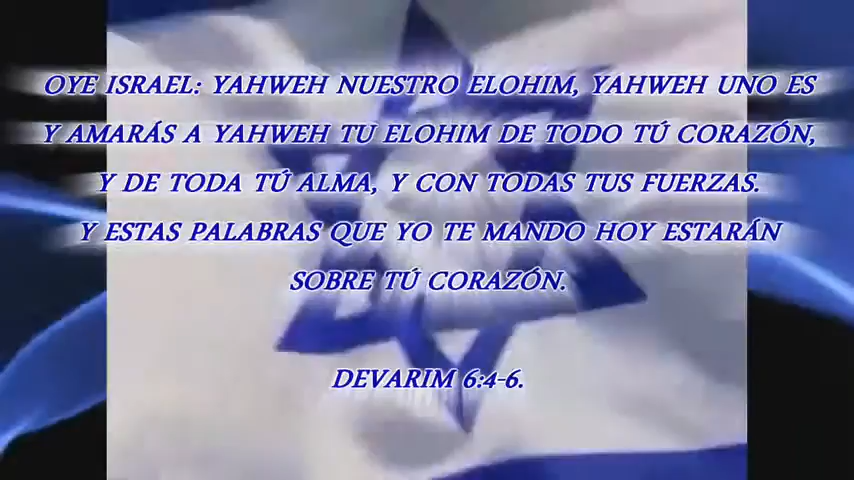 OYE ISRAEL: YAHWEH NUESTRO ELOHIM, YAHWEH UNO ES
Y AMARÁS A YAHWEH TU ELOHIM DE TODO TÚ CORAZÓN,
Y DE TODA TÚ ALMA, Y CON TODAS TUS FUERZAS.
Y ESTAS PALABRAS QUE YO TE MANDO HOY ESTARÁN
SOBRE TÚ CORAZÓN.
DEVARIM 6:4-6.